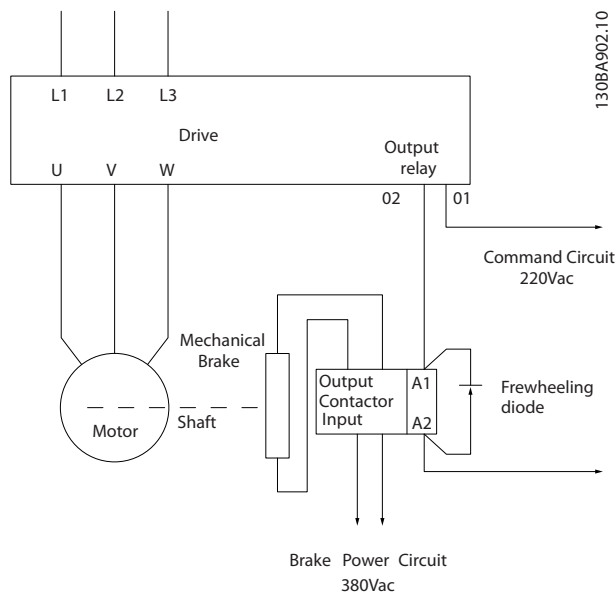 130BA902.10
L1 L2 L3
Drive
U V W
Output
relay
02 01
Command Circuit
220Vac
Mechanical
Brake
Output
Contactor
Input
A1
A2
Frewheeling
diode
Motor
Shaft
Brake Power Circuit
380Vac